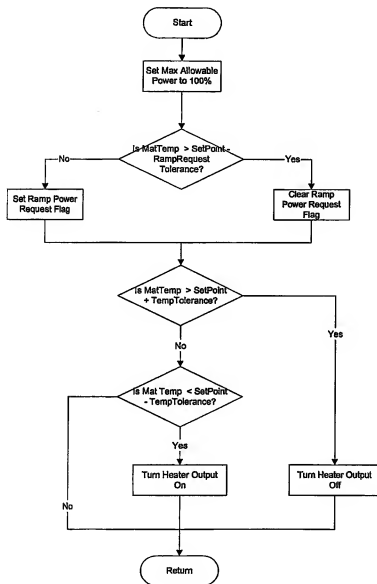 Start
Set Max Allowable
Power to 100%
Is MatTemp > SetPoint -
RampRequest
Tolerance?
No
Yes
Set Ramp Power
Request Flag
Clear Ramp
Power Request
Flag
Is MatTemp > SetPoint
+ TempTolerance?
Yes
No
Is Mat Temp < SetPoint
- TempTolerance?
Yes
No
Turn Heater Output
On
Turn Heater Output
Off
Return